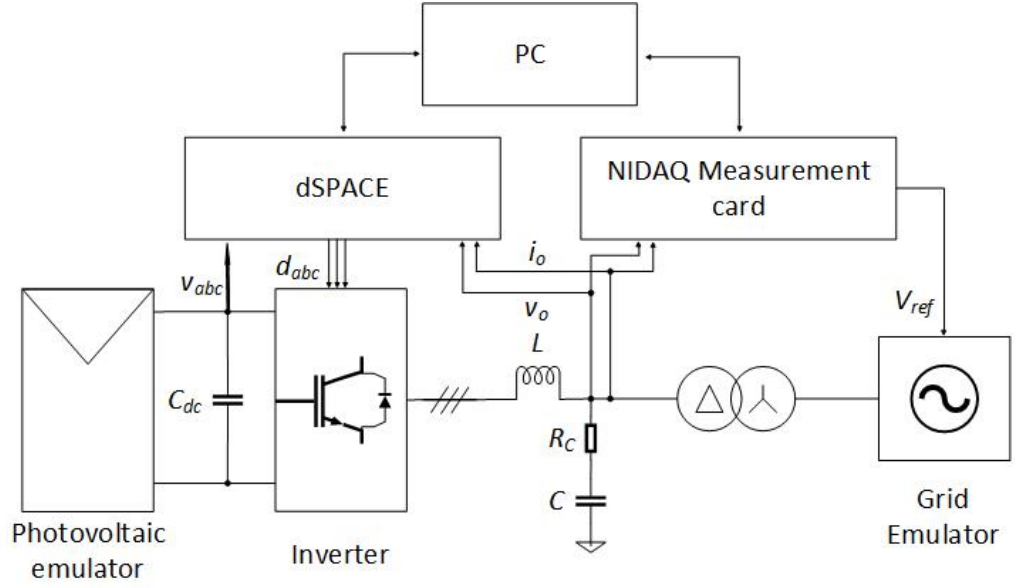 PC
dSPACE
NIDAQ Measurement
card
i_o
v_abc
d_abc
v_o
V_ref
L
C_dc
R_C
C
Photovoltaic
emulator
Inverter
Grid
Emulator